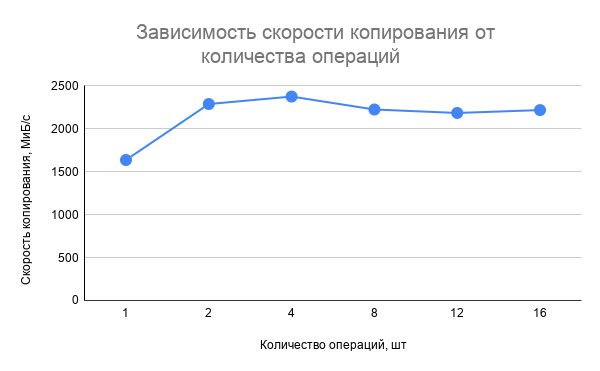 Зависимость скорости копирования от
количества операций
Скорость копирования, МиБ/с
2500
2000
1500
1000
500
0
1 2 4 8 12 16
Количество операций, шт